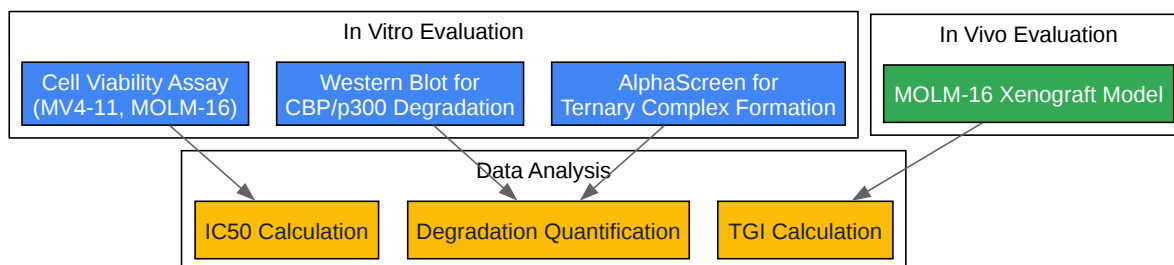 In Vitro Evaluation
Cell Viability Assay
(MV4-11, MOLM-16)
Western Blot for
CBP/p300 Degradation
AlphaScreen for
Ternary Complex Formation
In Vivo Evaluation
MOLM-16 Xenograft Model
Data Analysis
IC50 Calculation
Degradation Quantification
TGI Calculation